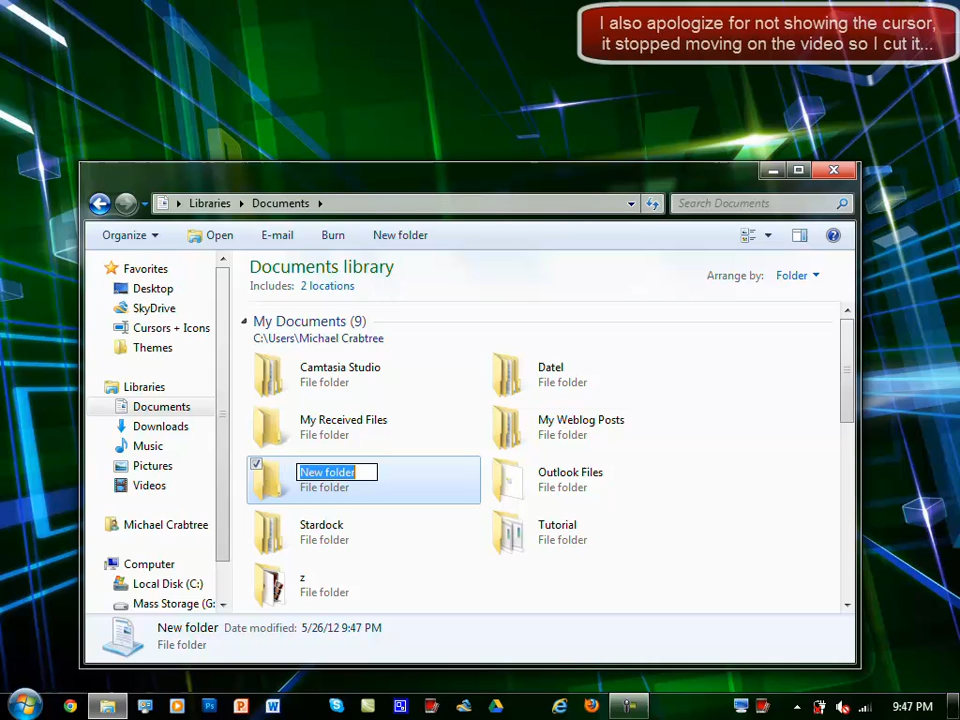 I also apologize for not showing the cursor,
it stopped moving on the video so I cut it...
Libraries Documents
Search Documents
Organize Open E-mail Burn New folder
Favorites
Desktop
SkyDrive
Cursors + Icons
Themes
Libraries
Documents
Downloads
Music
Pictures
Videos
Michael Crabtree
Computer
Local Disk (C:)
Mass Storage (G:
Documents library
Includes: 2 locations
Arrange by: Folder
My Documents (9)
C:\Users\Michael Crabtree
Camtasia Studio
File folder
Datel
File folder
My Received Files
File folder
My Weblog Posts
File folder
New folder
File folder
Outlook Files
File folder
Stardock
File folder
Tutorial
File folder
z
File folder
New folder Date modified: 5/26/12 9:47 PM
File folder
9:47 PM